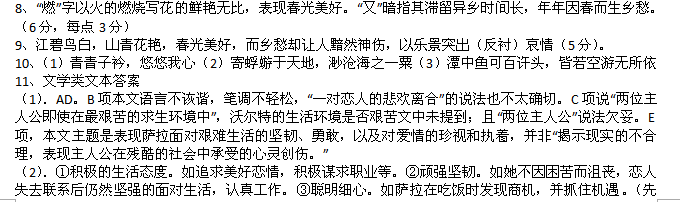 8、“燃”字以火的燃烧写花的鲜艳无比，表现春光美好。“又”暗指其滞留异乡时间长，年年因春而生乡愁。
（6分，每点 3分）
9、江碧鸟白，山青花艳，春光美好，而乡愁却让人黯然神伤，以乐景突出（反衬）哀情（5分）。
10、（1）青青子衿，悠悠我心（2）寄蜉蝣于天地，渺沧海之一粟（3）潭中鱼可百许头，皆若空游无所依
11、文学类文本答案
（1）．AD。B项本文语言不诙谐，笔调不轻松，“一对恋人的悲欢离合”的说法也不太确切。C项说“两位主
人公即使在最艰苦的求生环境中”，沃尔特的生活环境是否艰苦文中未提到；且“两位主人公”说法欠妥。E
项，本文主题是表现萨拉面对艰难生活的坚韧、勇敢，以及对爱情的珍视和执着，并非“揭示现实的不合
理，表现主人公在残酷的社会中承受的心灵创伤。”
（2）．①积极的生活态度。如追求美好恋情，积极谋求职业等。②顽强坚韧。如她不因困苦而沮丧，恋人
失去联系后仍然坚强的面对生活，认真工作。③聪明细心。如萨拉在吃饭时发现商机，并抓住机遇。（先